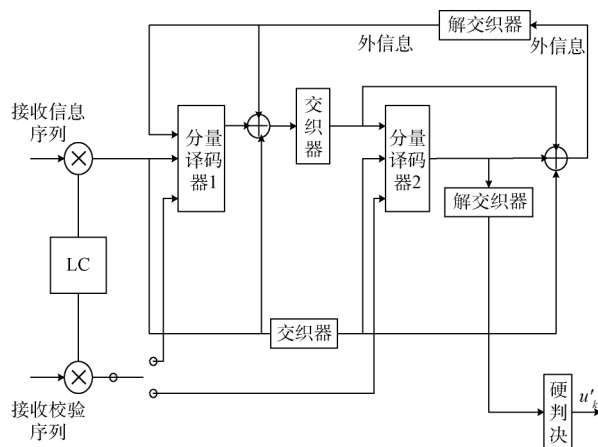 解交织器
外信息
外信息
接收信息
序列
分量
译码
器1
交
织
器
分量
译码
器2
解交织器
LC
交织器
接收校验
序列
硬
判
决
u'k